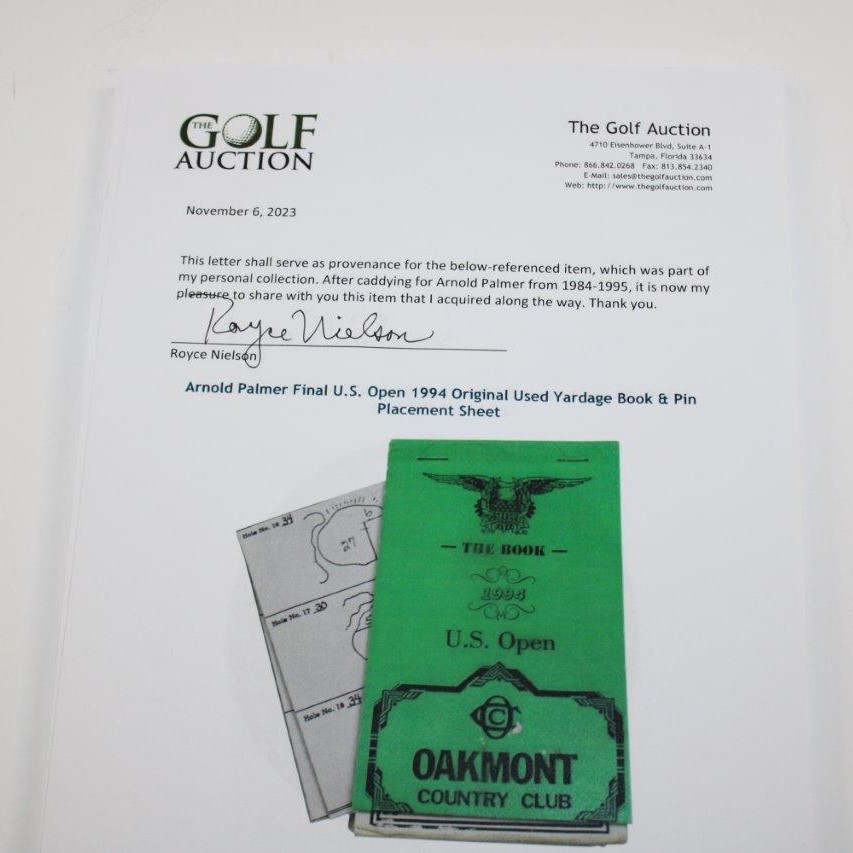 THE GOLF
AUCTION
The Golf Auction
4710 Eisenhower Blvd, Suite A-1
Tampa, Florida 33634
Phone: 866.842.0268 Fax: 813.854.2340
E-Mail: sales@thegolfauction.com
Web: http://www.thegolfauction.com
November 6, 2023
This letter shall serve as provenance for the below-referenced item, which was part of
my personal collection. After caddying for Arnold Palmer from 1984-1995, it is now my
pleasure to share with you this item that I acquired along the way. Thank you.
Royce Nielson
Royce Nielson
Arnold Palmer Final U.S. Open 1994 Original Used Yardage Book & Pin
Placement Sheet
Hole No. 16 34
6
27
Hole No. 17 30
Hole No. 18 34
— THE BOOK —
1994
U.S. Open
OAKMONT
COUNTRY CLUB